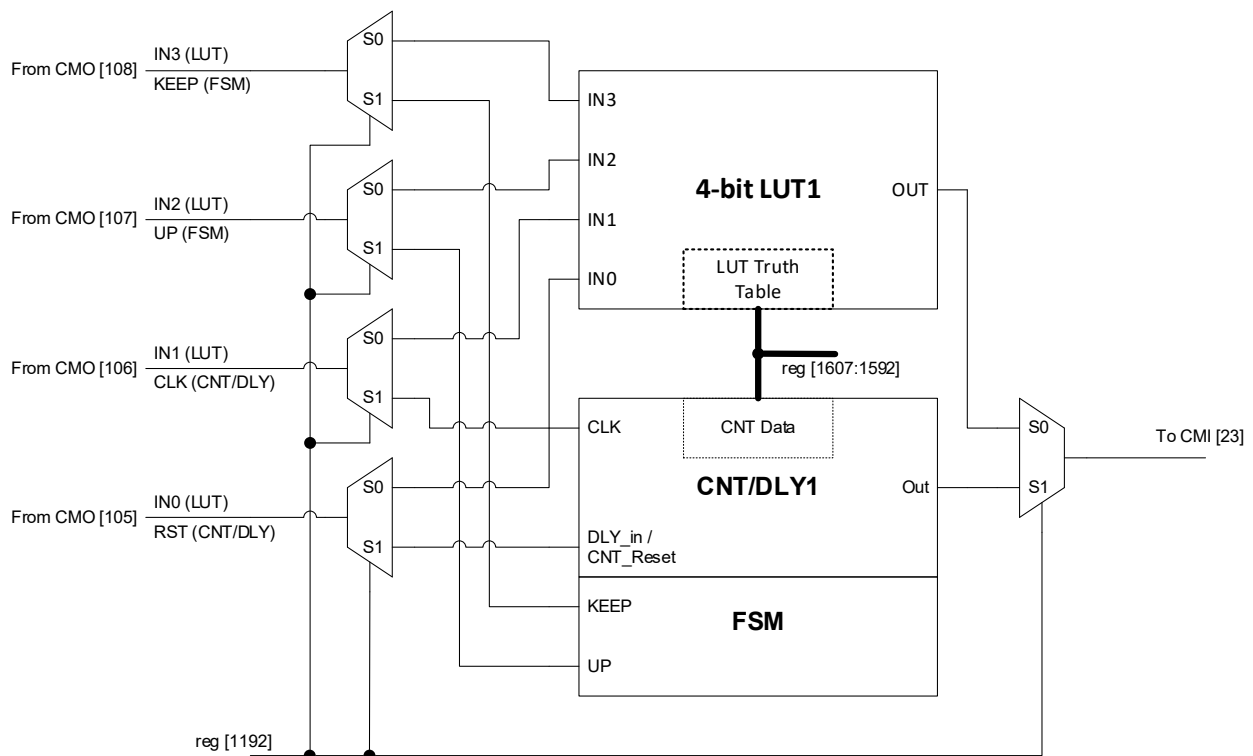 S0
IN3 (LUT)
From CMO [108]
KEEP (FSM)
S1
IN3
IN2
S0
4-bit LUT1
OUT
IN2 (LUT)
From CMO [107]
IN1
UP (FSM)
S1
LUT Truth
Table
IN0
S0
IN1 (LUT)
From CMO [106]
reg [1607:1592]
CLK (CNT/DLY)
S1
CLK
CNT Data
S0
To CMI [23]
S0
CNT/DLY1
Out
S1
IN0 (LUT)
From CMO [105]
RST (CNT/DLY)
S1
DLY_in /
CNT_Reset
KEEP
FSM
UP
reg [1192]